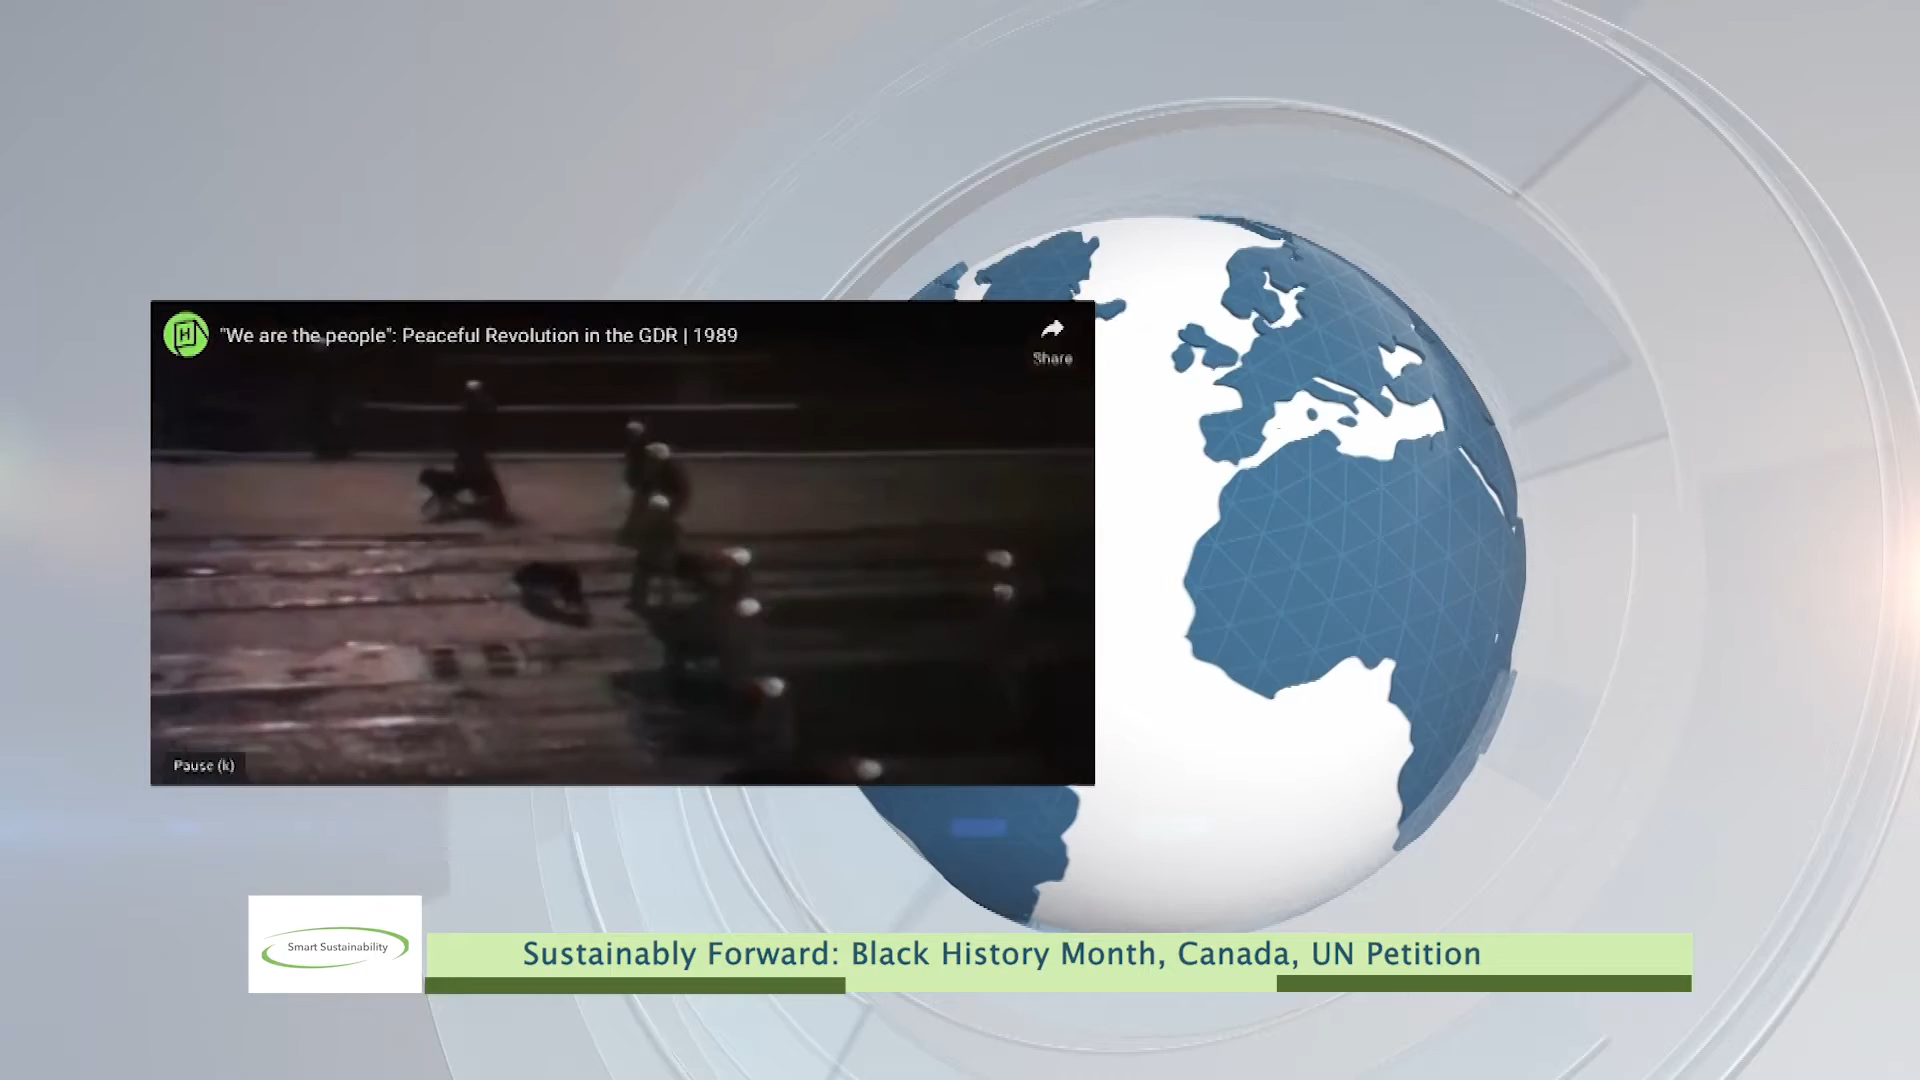 H
"We are the people": Peaceful Revolution in the GDR | 1989
Share
Pause (k)
Smart Sustainability
Sustainably Forward: Black History Month, Canada, UN Petition